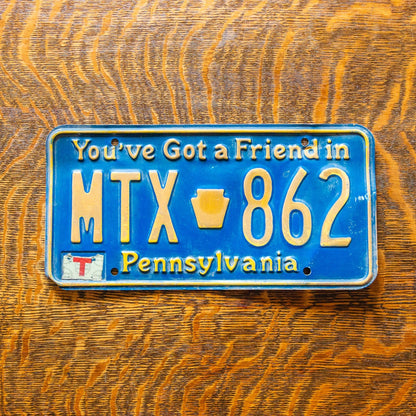 You've Got a Friend in
MTX 862
T
Pennsylvania